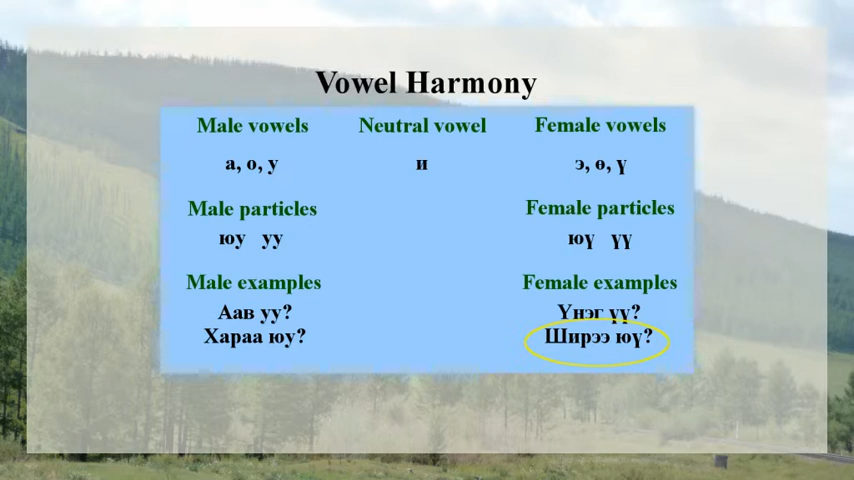 Vowel Harmony
Male vowels Neutral vowel Female vowels
а, о, у и э, ө, ү
Male particles Female particles
юу уу юү үү
Male examples Female examples
Аав уу? Үнэг үү?
Хараа юу? Ширээ юү?